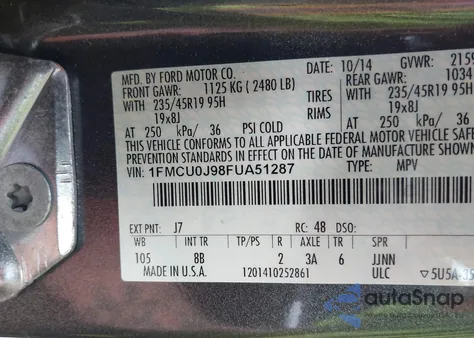 MFD. BY FORD MOTOR CO. 10/14 GVWR: 2159
FRONT GAWR: 1125 KG ( 2480 LB) REAR GAWR: 1034
WITH 235/45R19 95H TIRES WITH 235/45R19 95H
19x8J RIMS 19x8J
AT 250 kPa/ 36 PSI COLD AT 250 kPa/ 36
THIS VEHICLE CONFORMS TO ALL APPLICABLE FEDERAL MOTOR VEHICLE SAFE
BUMPER, AND THEFT PREVENTION STANDARDS IN EFFECT ON THE DATE OF MANUFACTURE SHOWN
VIN: 1FMCU0J98FUA51287 TYPE: MPV
EXT PNT: J7 RC: 48 DSO:
WB INT TR TP/PS R AXLE TR SPR
105 8B 2 3A 6 JJNN
MADE IN U.S.A. 1201410252861 ULC ▽5U5A-
autoSnap